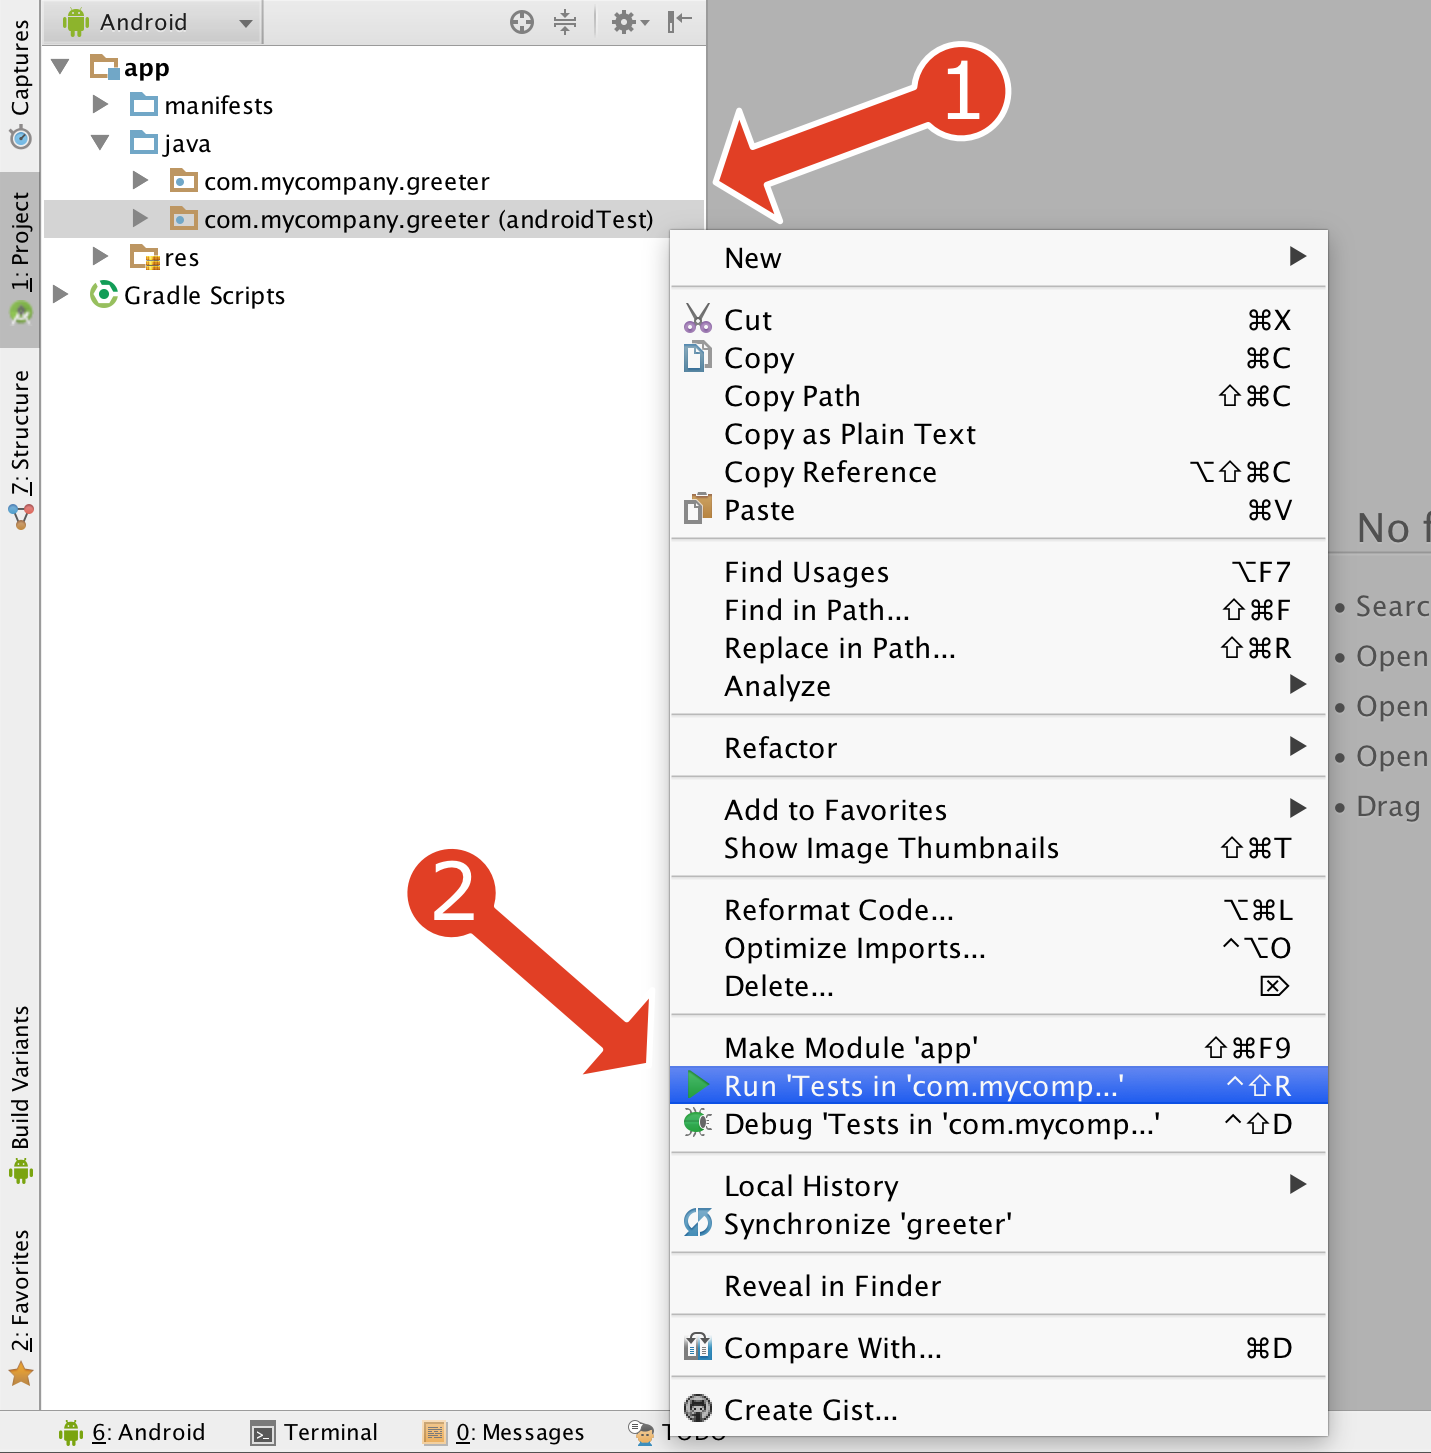 Android
app
manifests
java
com.mycompany.greeter
com.mycompany.greeter (androidTest)
res
Gradle Scripts
Captures
1: Project
7: Structure
Build Variants
2: Favorites
1
2
New
Cut ⌘X
Copy ⌘C
Copy Path ⇧⌘C
Copy as Plain Text
Copy Reference ⌥⇧⌘C
Paste ⌘V
Find Usages ⌥F7
Find in Path... ⇧⌘F
Replace in Path... ⇧⌘R
Analyze
Refactor
Add to Favorites
Show Image Thumbnails ⇧⌘T
Reformat Code... ⌥⌘L
Optimize Imports... ^⌥O
Delete... ⌦
Make Module 'app' ⇧⌘F9
Run 'Tests in 'com.mycomp...' ^⇧R
Debug 'Tests in 'com.mycomp...' ^⇧D
Local History
Synchronize 'greeter'
Reveal in Finder
Compare With... ⌘D
Create Gist...
No
Open
Open
Open
Drag
6: Android
Terminal
0: Messages
TODO